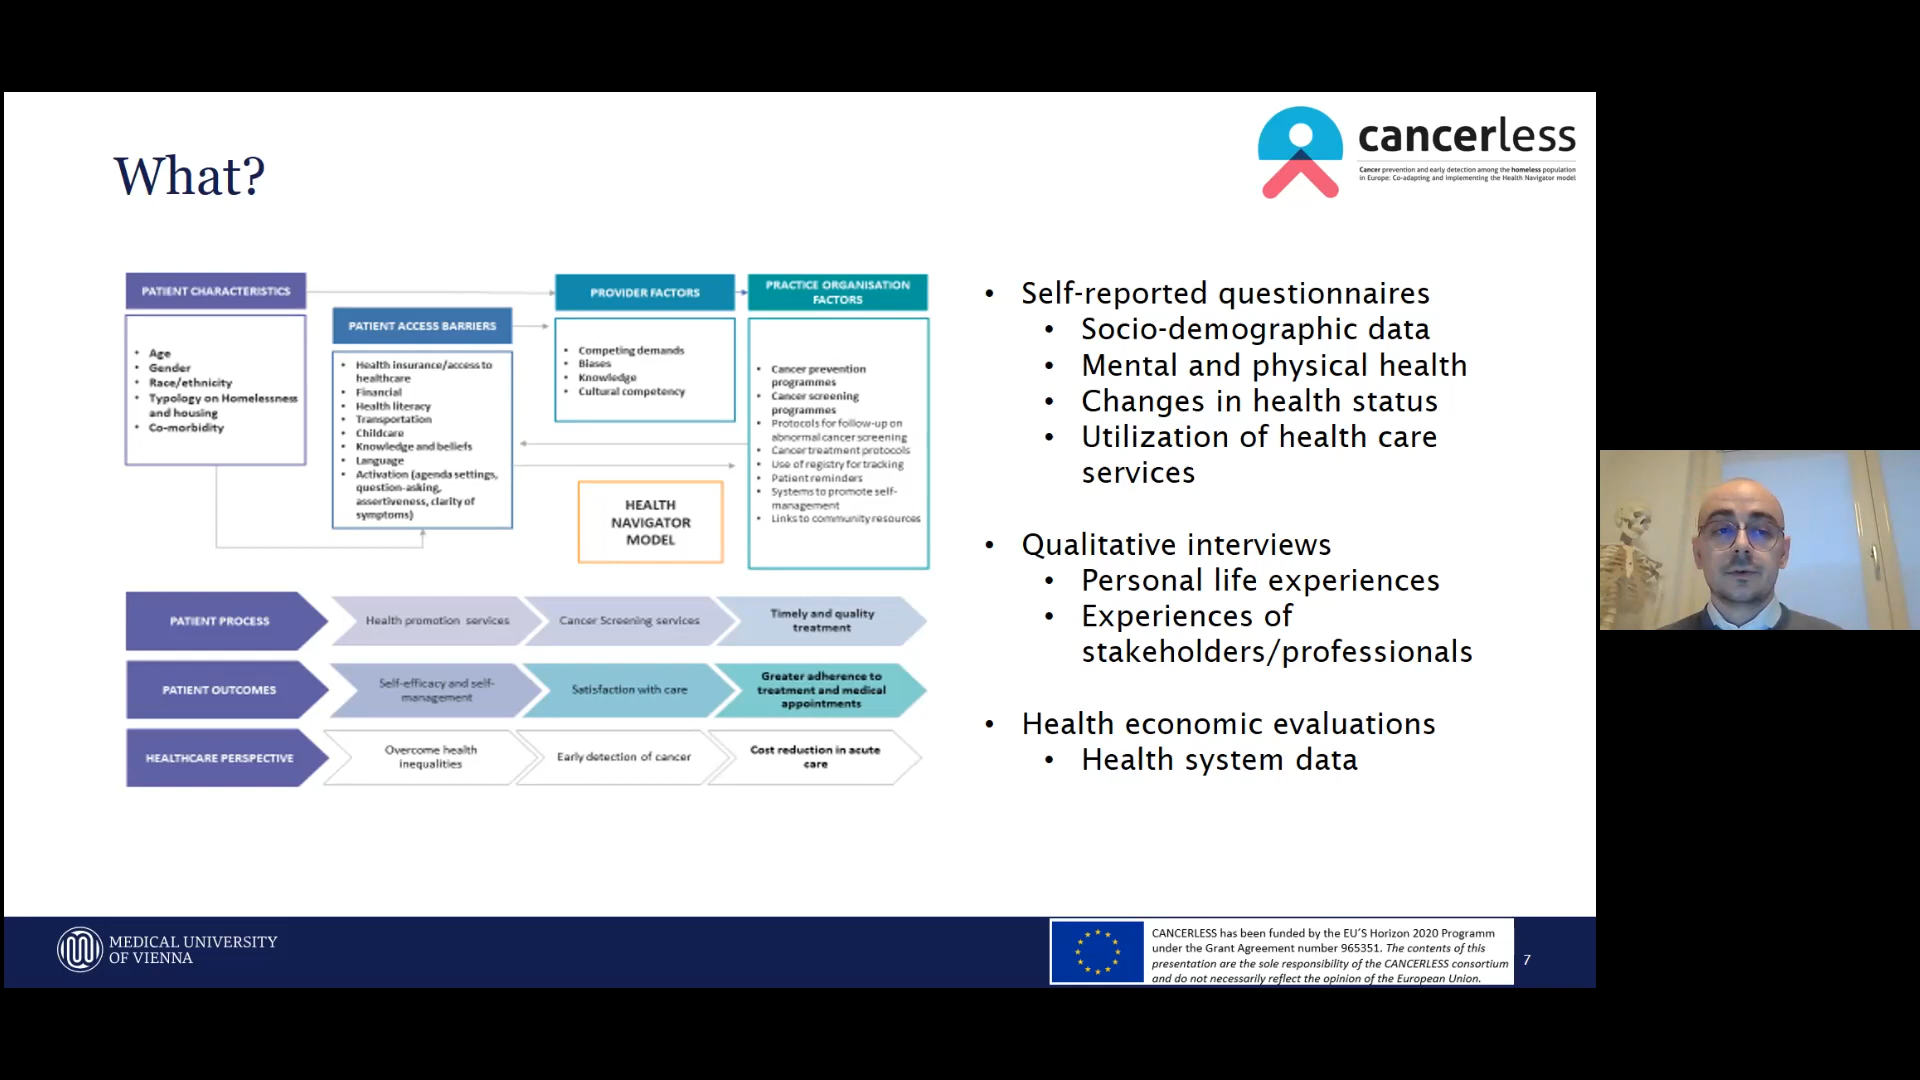 What?
cancerless
Cancer prevention and early detection among the homeless population
in Europe: Co-adapting and implementing the Health Navigator model
PATIENT CHARACTERISTICS
• Age
• Gender
• Race/ethnicity
• Typology on Homelessness
and housing
• Co-morbidity
PATIENT ACCESS BARRIERS
• Health insurance/access to
healthcare
• Financial
• Health literacy
• Transportation
• Childcare
• Knowledge and beliefs
• Language
• Activation (agenda settings,
question-asking,
assertiveness, clarity of
symptoms)
PROVIDER FACTORS
• Competing demands
• Biases
• Knowledge
• Cultural competency
PRACTICE ORGANISATION
FACTORS
• Cancer prevention
programmes
• Cancer screening
programmes
• Protocols for follow-up on
abnormal cancer screening
• Cancer treatment protocols
• Use of registry for tracking
• Patient reminders
• Systems to promote self-
management
• Links to community resources
HEALTH
NAVIGATOR
MODEL
PATIENT PROCESS
Health promotion services
Cancer Screening services
Timely and quality
treatment
PATIENT OUTCOMES
Self-efficacy and self-
management
Satisfaction with care
Greater adherence to
treatment and medical
appointments
HEALTHCARE PERSPECTIVE
Overcome health
inequalities
Early detection of cancer
Cost reduction in acute
care
• Self-reported questionnaires
• Socio-demographic data
• Mental and physical health
• Changes in health status
• Utilization of health care
services
• Qualitative interviews
• Personal life experiences
• Experiences of
stakeholders/professionals
• Health economic evaluations
• Health system data
MEDICAL UNIVERSITY
OF VIENNA
CANCERLESS has been funded by the EU'S Horizon 2020 Programm
under the Grant Agreement number 965351. The contents of this
presentation are the sole responsibility of the CANCERLESS consortium
and do not necessarily reflect the opinion of the European Union.
7